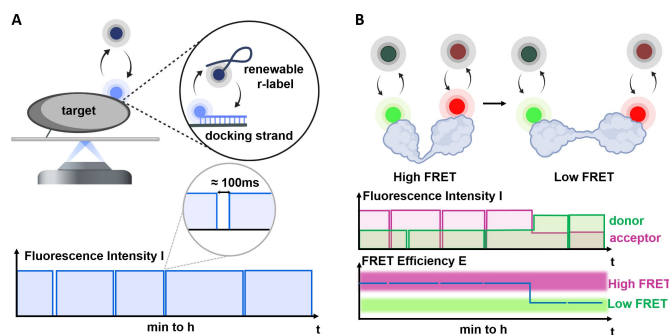 A
target
renewable
r-label
docking strand
≈ 100ms
Fluorescence Intensity I
min to h
t
B
High FRET
Low FRET
Fluorescence Intensity I
donor
acceptor
t
FRET Efficiency E
High FRET
Low FRET
min to h
t